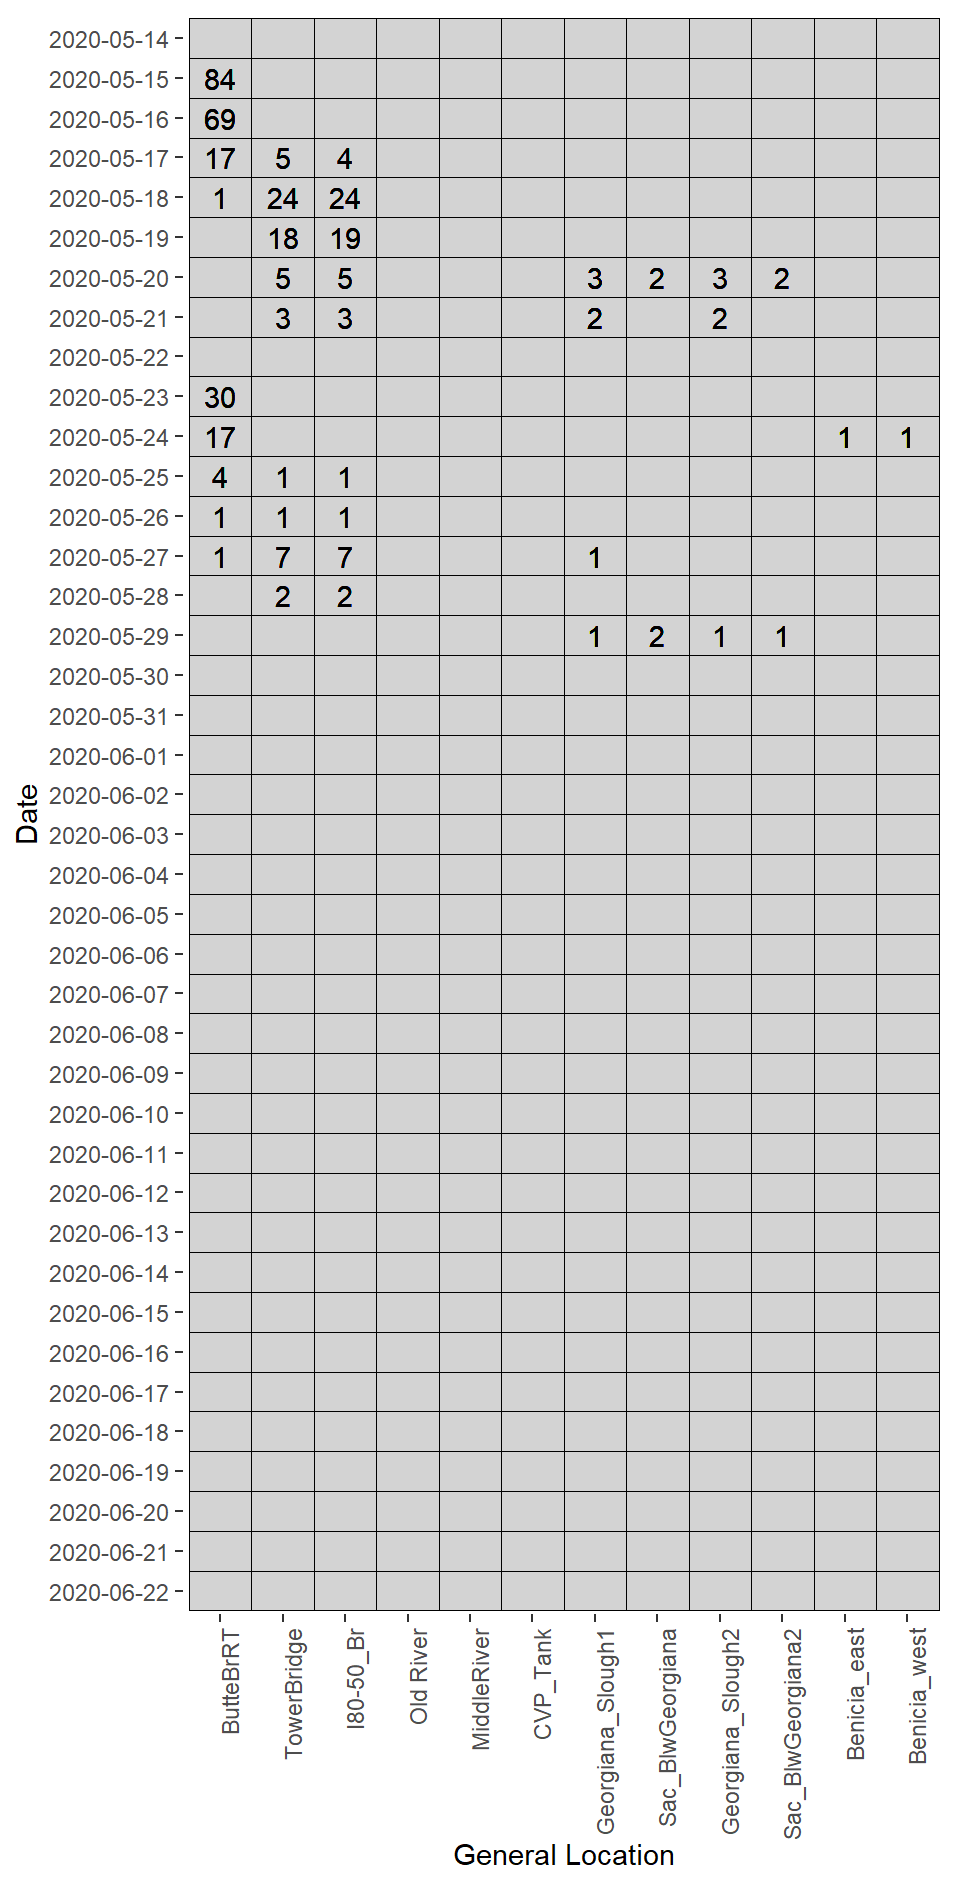 2020-05-14
2020-05-15 84
2020-05-16 69
2020-05-17 17 5 4
2020-05-18 1 24 24
2020-05-19 18 19
2020-05-20 5 5 3 2 3 2
2020-05-21 3 3 2 2
2020-05-22
2020-05-23 30
2020-05-24 17 1 1
2020-05-25 4 1 1
2020-05-26 1 1 1
2020-05-27 1 7 7 1
2020-05-28 2 2
2020-05-29 1 2 1 1
2020-05-30
2020-05-31
2020-06-01
2020-06-02
2020-06-03
2020-06-04
2020-06-05
2020-06-06
2020-06-07
2020-06-08
2020-06-09
2020-06-10
2020-06-11
2020-06-12
2020-06-13
2020-06-14
2020-06-15
2020-06-16
2020-06-17
2020-06-18
2020-06-19
2020-06-20
2020-06-21
2020-06-22
Date
ButteBrRT
TowerBridge
I80-50_Br
Old River
MiddleRiver
CVP_Tank
Georgiana_Slough1
Sac_BlwGeorgiana
Georgiana_Slough2
Sac_BlwGeorgiana2
Benicia_east
Benicia_west
General Location